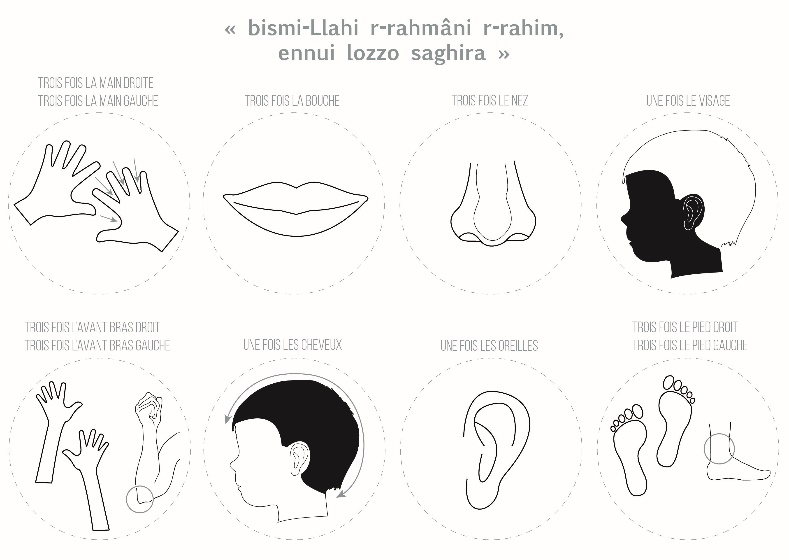 « bismi-Llahi r-rahmâni r-rahim,
ennui lozzo saghira »
TROIS FOIS LA MAIN DROITE
TROIS FOIS LA MAIN GAUCHE
TROIS FOIS LA BOUCHE
TROIS FOIS LE NEZ
UNE FOIS LE VISAGE
TROIS FOIS L'AVANT BRAS DROIT
TROIS FOIS L'AVANT BRAS GAUCHE
UNE FOIS LES CHEVEUX
UNE FOIS LES OREILLES
TROIS FOIS LE PIED DROIT
TROIS FOIS LE PIED GAUCHE